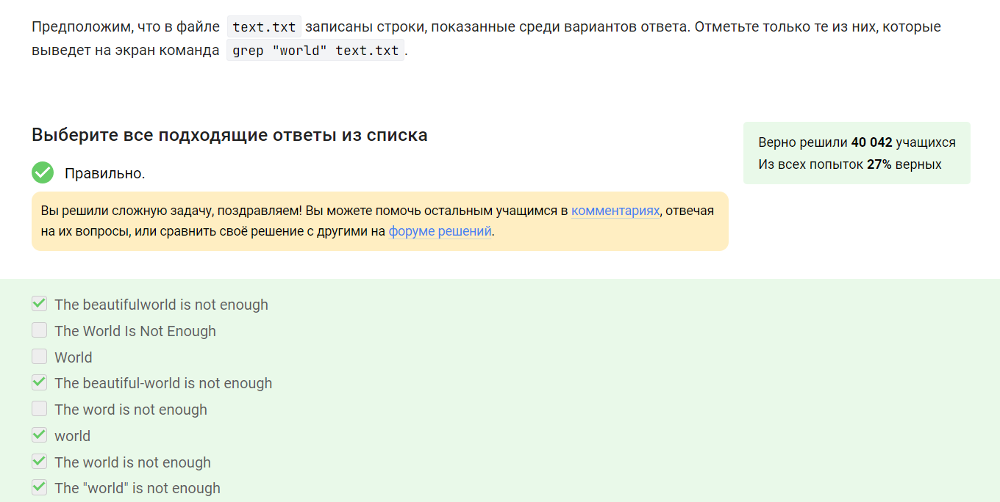 Предположим, что в файле text.txt записаны строки, показанные среди вариантов ответа. Отметьте только те из них, которые
выведет на экран команда grep "world" text.txt.
Выберите все подходящие ответы из списка
Верно решили 40 042 учащихся
Из всех попыток 27% верных
Правильно.
Вы решили сложную задачу, поздравляем! Вы можете помочь остальным учащимся в комментариях, отвечая
на их вопросы, или сравнить своё решение с другими на форуме решений.
The beautifulworld is not enough
The World Is Not Enough
World
The beautiful-world is not enough
The word is not enough
world
The world is not enough
The "world" is not enough